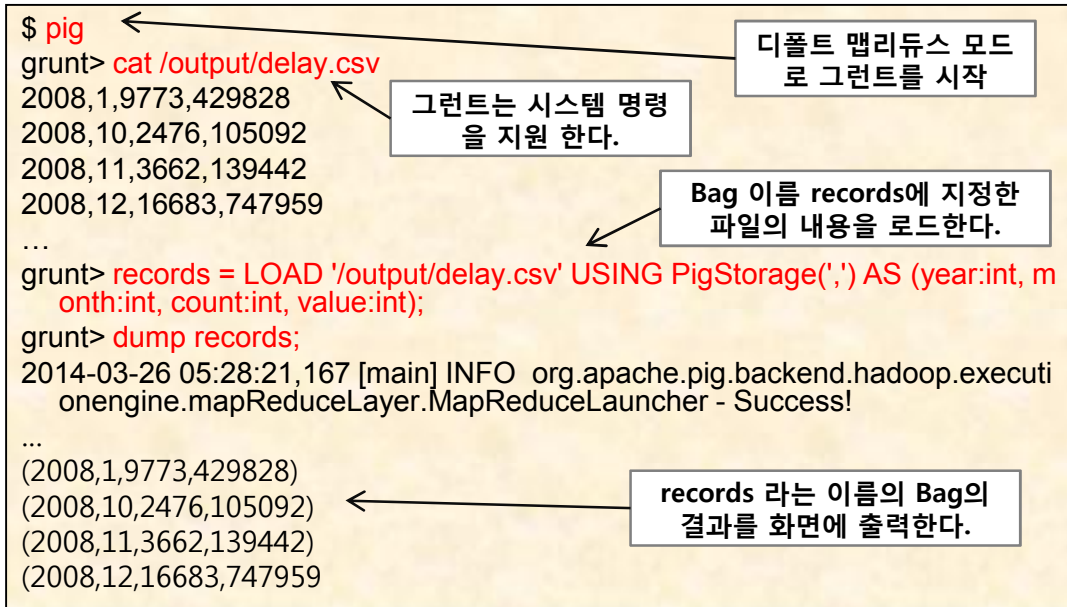 $ pig
디폴트 맵리듀스 모드
로 그런트를 시작
grunt> cat /output/delay.csv
그런트는 시스템 명령
을 지원 한다.
2008,1,9773,429828
2008,10,2476,105092
2008,11,3662,139442
2008,12,16683,747959
…
Bag 이름 records에 지정한
파일의 내용을 로드한다.
grunt> records = LOAD '/output/delay.csv' USING PigStorage(',') AS (year:int, m
onth:int, count:int, value:int);
grunt> dump records;
2014-03-26 05:28:21,167 [main] INFO org.apache.pig.backend.hadoop.executi
onengine.mapReduceLayer.MapReduceLauncher - Success!
...
(2008,1,9773,429828)
(2008,10,2476,105092)
(2008,11,3662,139442)
(2008,12,16683,747959
records 라는 이름의 Bag의
결과를 화면에 출력한다.